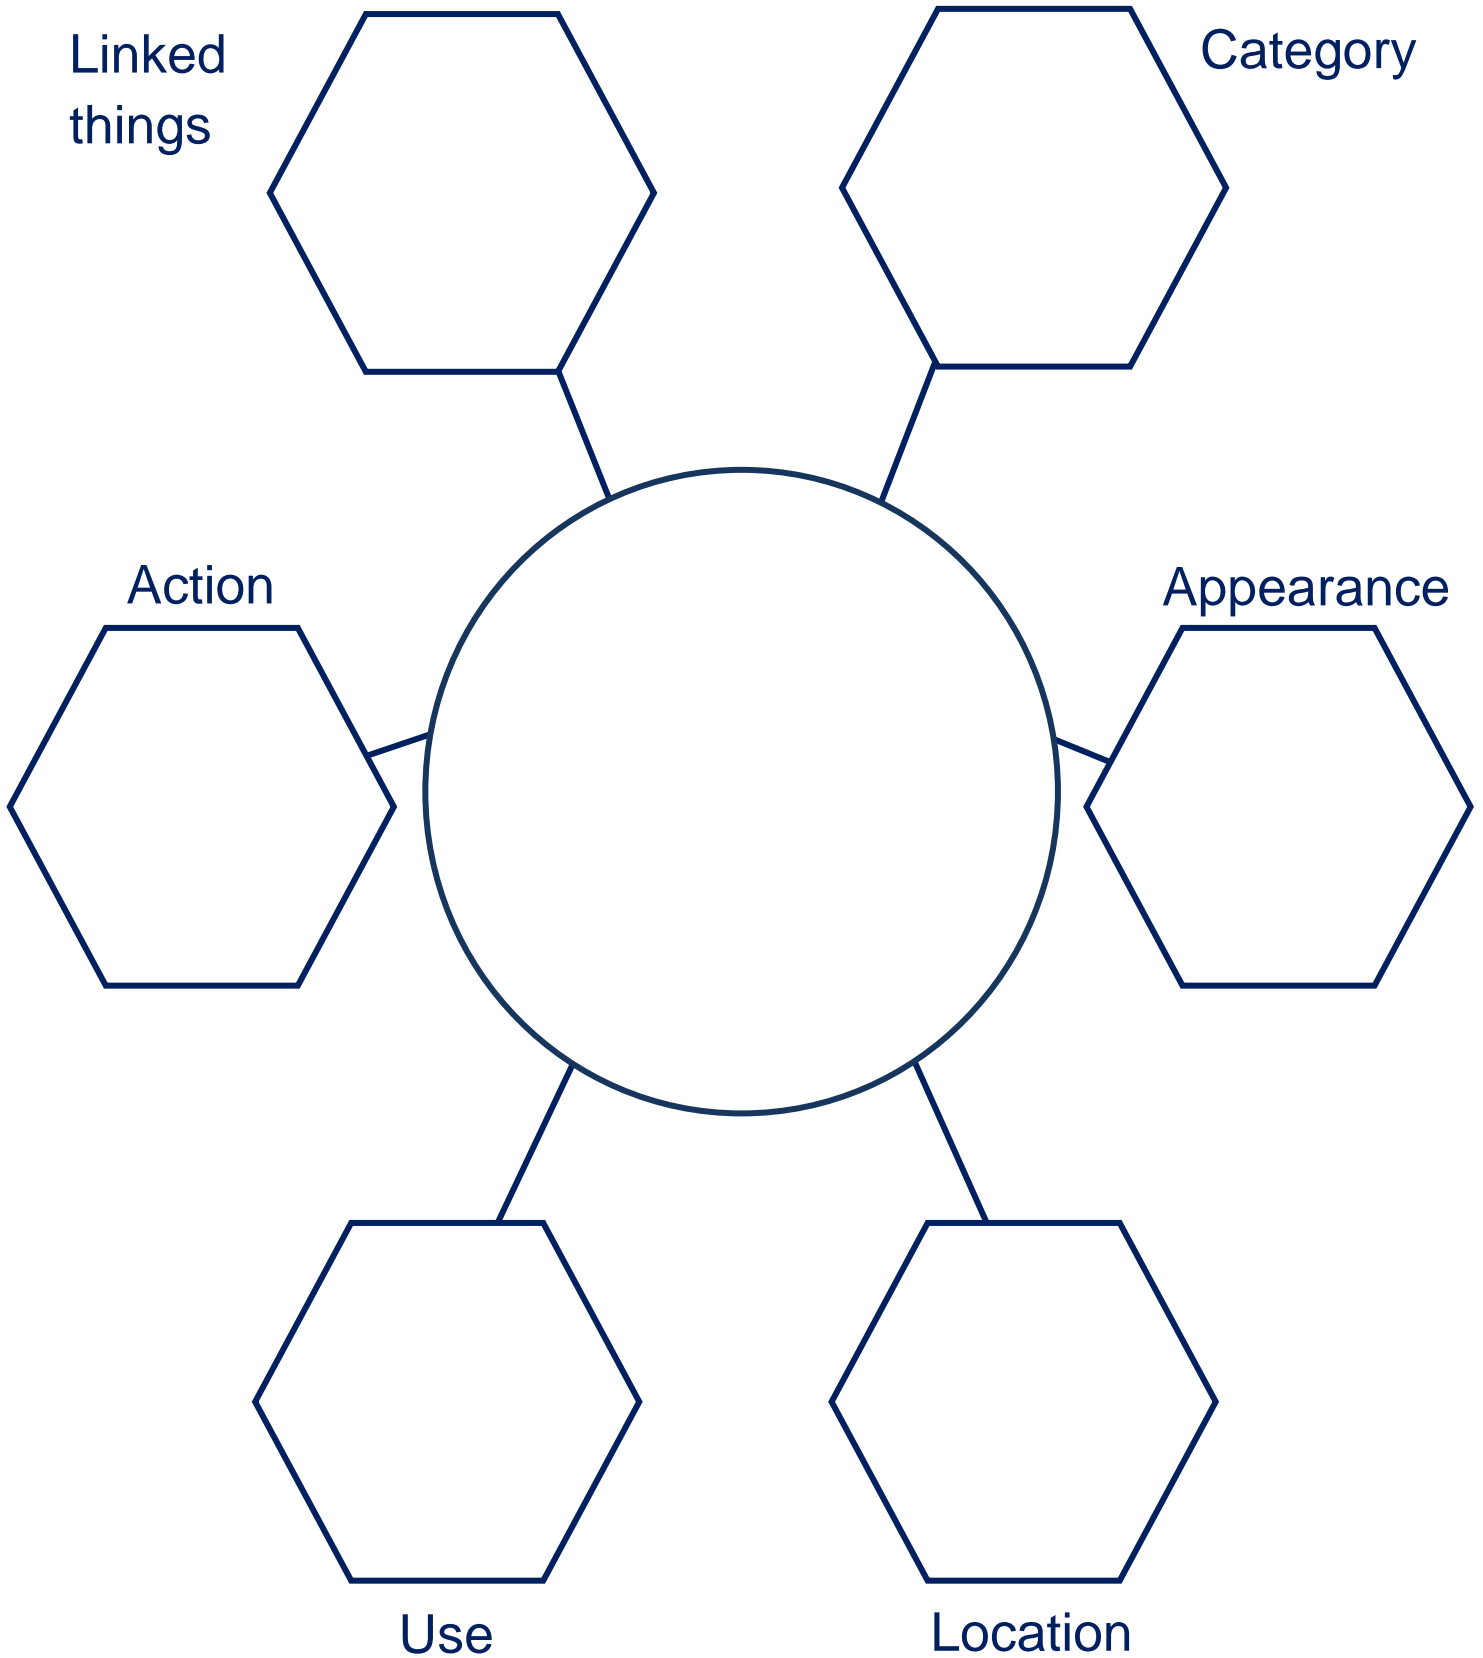 Linked
things
Category
Action
Appearance
Use
Location